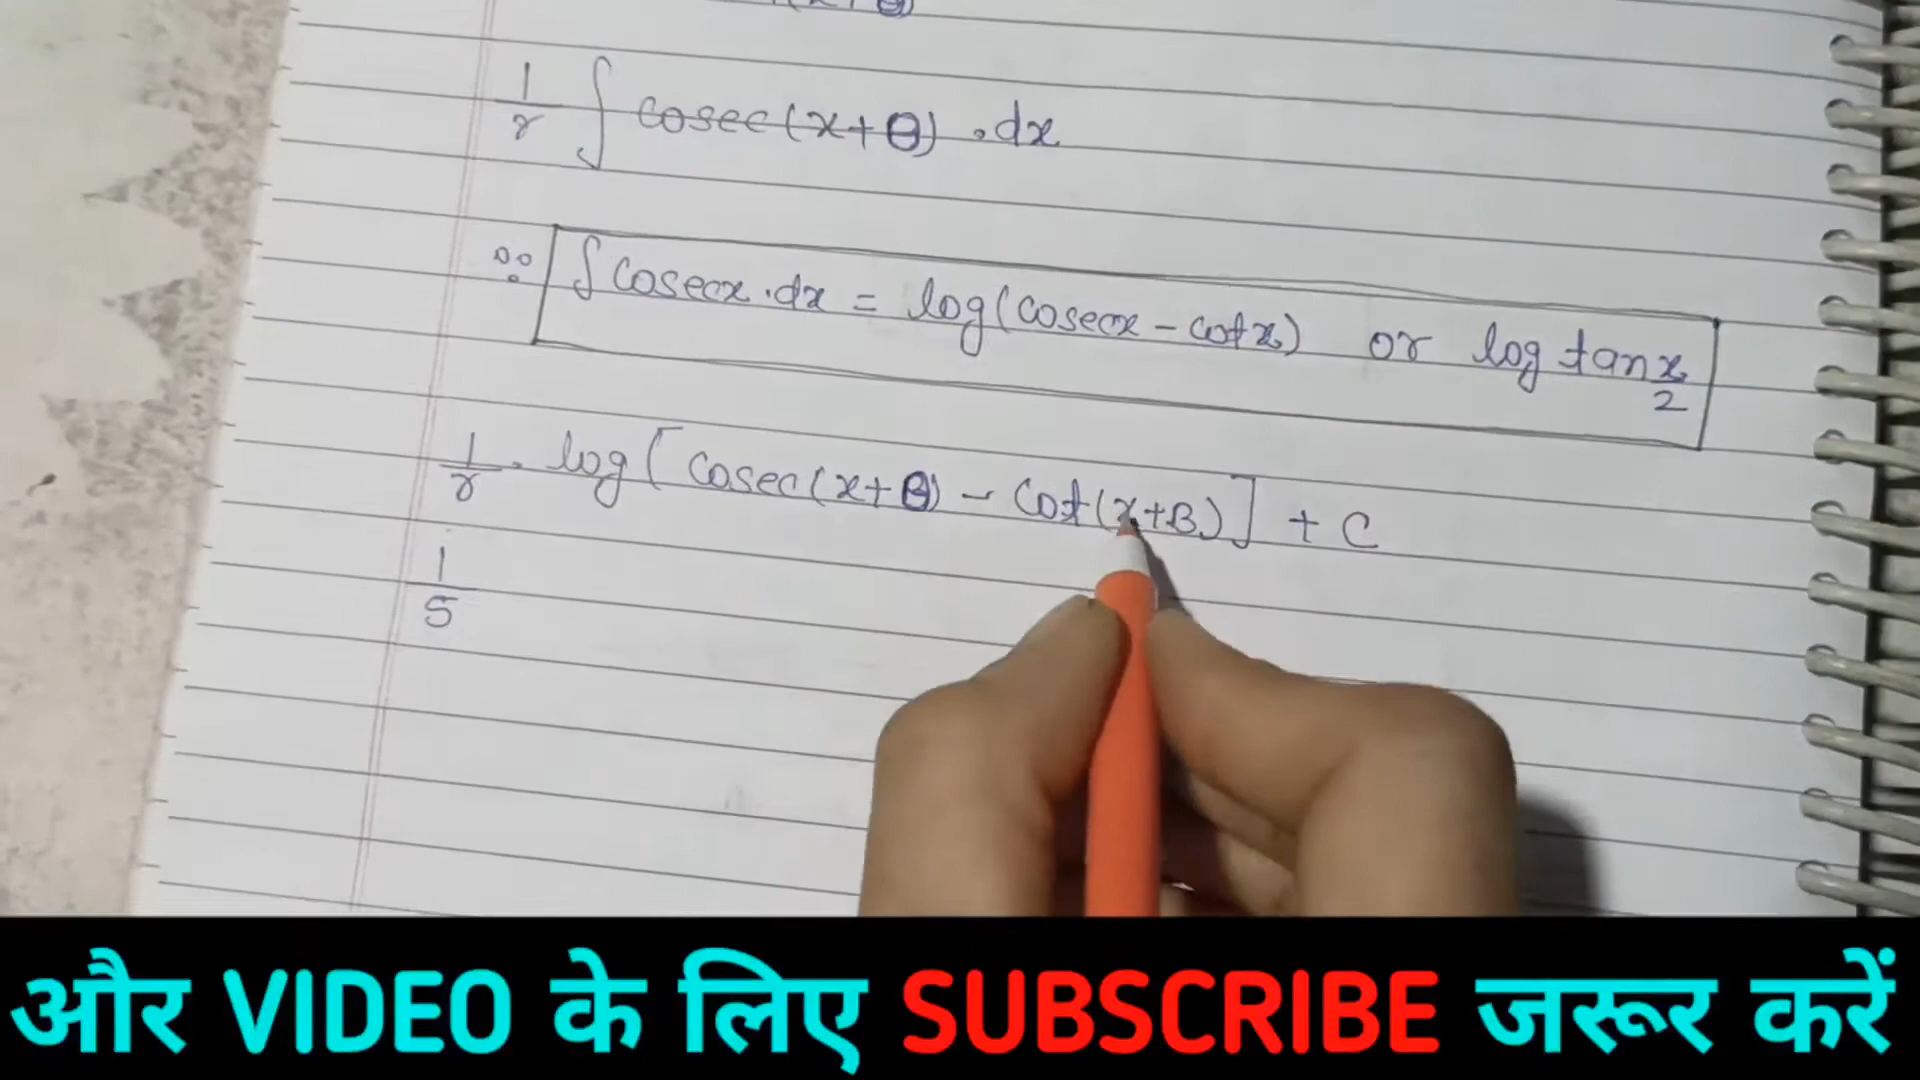 1/r ∫ cosec(x+θ).dx
∵ ∫cosecx.dx = log(cosecx - cotx) or log tan x/2
1/r . log[cosec(x+θ) - cot(x+B)] + C
1/5
और VIDEO के लिए SUBSCRIBE जरूर करें